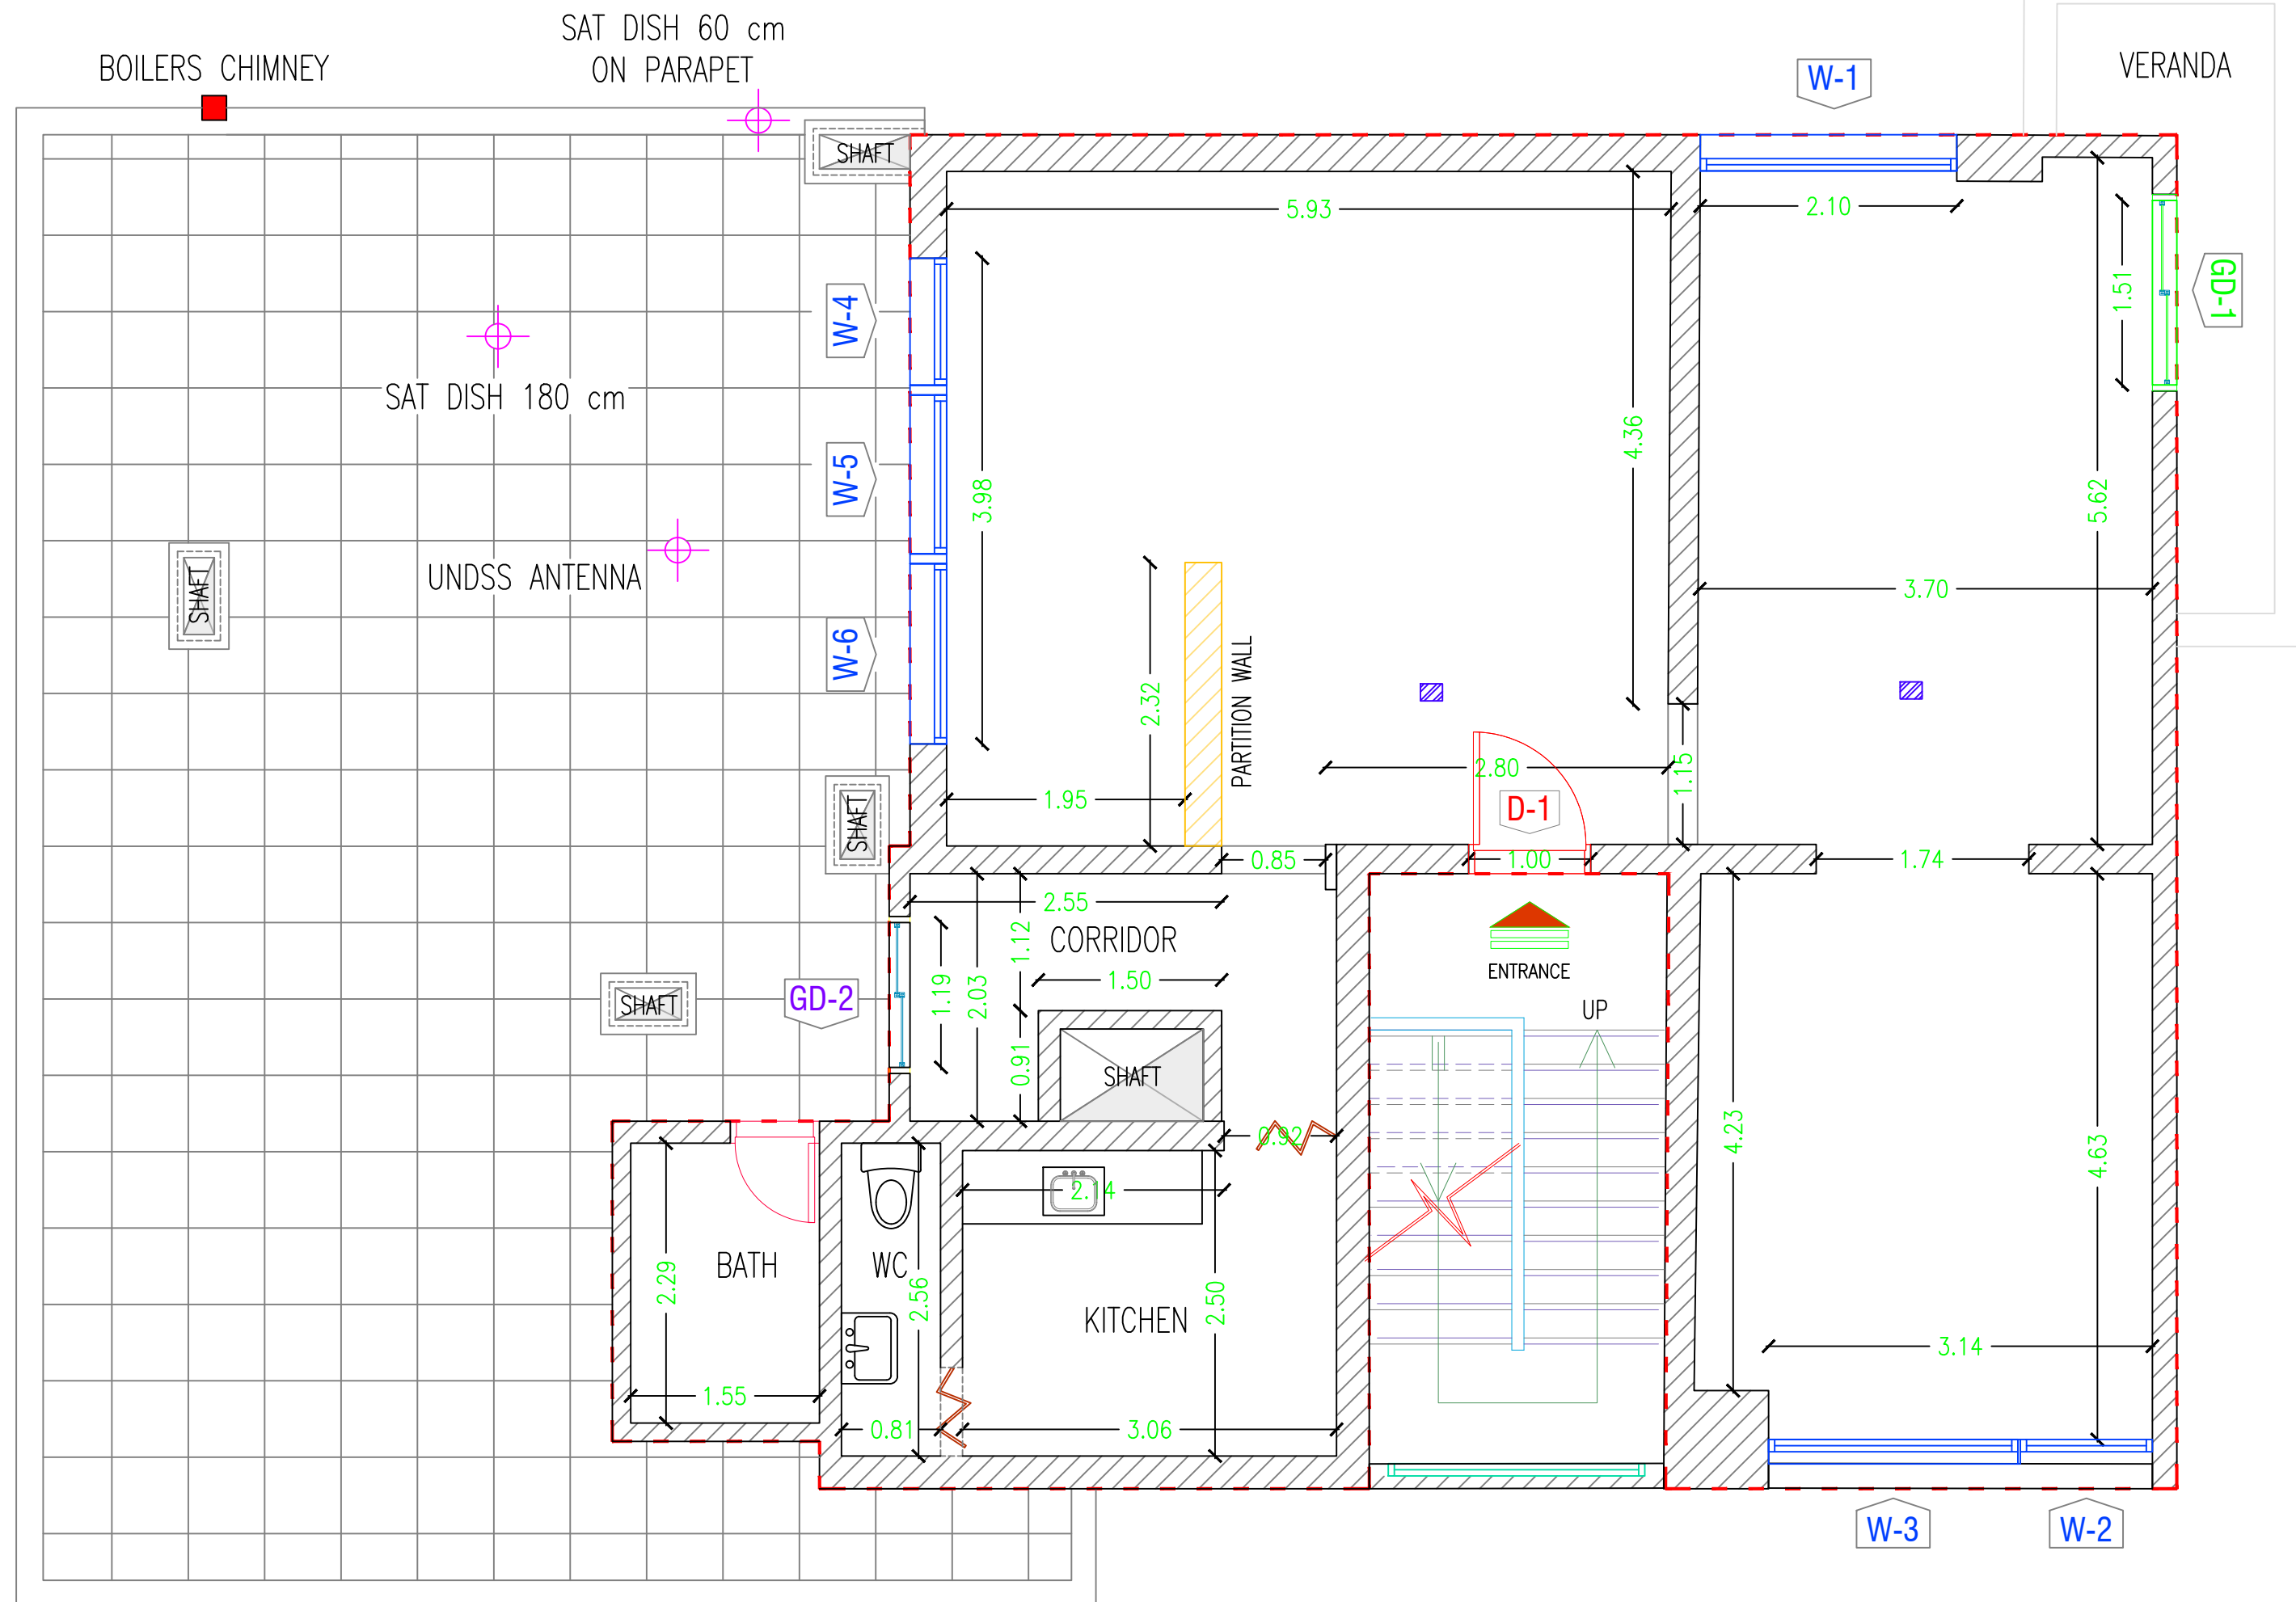 SAT DISH 60 cm
ON PARAPET
BOILERS CHIMNEY
VERANDA
W-1
SHAFT
5.93
2.10
GD-1
1.51
W-4
SAT DISH 180 cm
4.36
W-5
3.98
5.62
UNDSS ANTENNA
SHAFT
3.70
W-6
2.32
PARTITION WALL
2.80
1.15
1.95
D-1
SHAFT
0.85
1.00
1.74
2.55
CORRIDOR
1.12
1.50
ENTRANCE
1.19
2.03
GD-2
SHAFT
UP
0.91
SHAFT
0.92
4.23
4.63
2.14
BATH
WC
2.29
2.56
2.50
KITCHEN
3.14
1.55
0.81
3.06
W-3
W-2